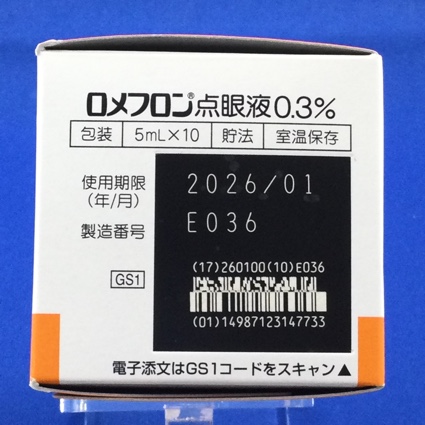 ロメフロン®点眼液0.3%
包装 5mL×10 貯法 室温保存
使用期限 2026/01
(年/月)
製造番号 E036
(17)260100(10)E036
GS1
(01)14987123147733
電子添文はGS1コードをスキャン▲